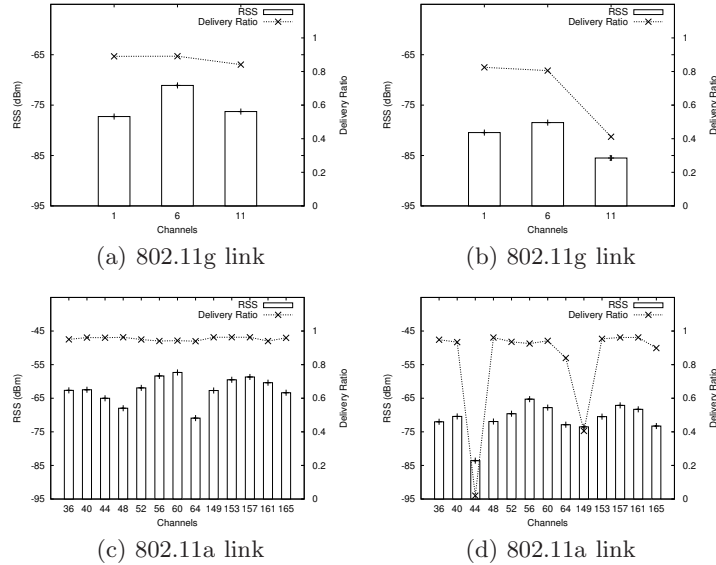 RSS
Delivery Ratio
-65
-75
-85
-95
RSS (dBm)
1
0.8
0.6
0.4
0.2
0
Delivery Ratio
1 6 11
Channels
(a) 802.11g link
RSS
Delivery Ratio
-65
-75
-85
-95
RSS (dBm)
1
0.8
0.6
0.4
0.2
0
Delivery Ratio
1 6 11
Channels
(b) 802.11g link
RSS
Delivery Ratio
-45
-55
-65
-75
-85
-95
RSS (dBm)
1
0.8
0.6
0.4
0.2
0
Delivery Ratio
36 40 44 48 52 56 60 64 149 153 157 161 165
Channels
(c) 802.11a link
RSS
Delivery Ratio
-45
-55
-65
-75
-85
-95
RSS (dBm)
1
0.8
0.6
0.4
0.2
0
Delivery Ratio
36 40 44 48 52 56 60 64 149 153 157 161 165
Channels
(d) 802.11a link